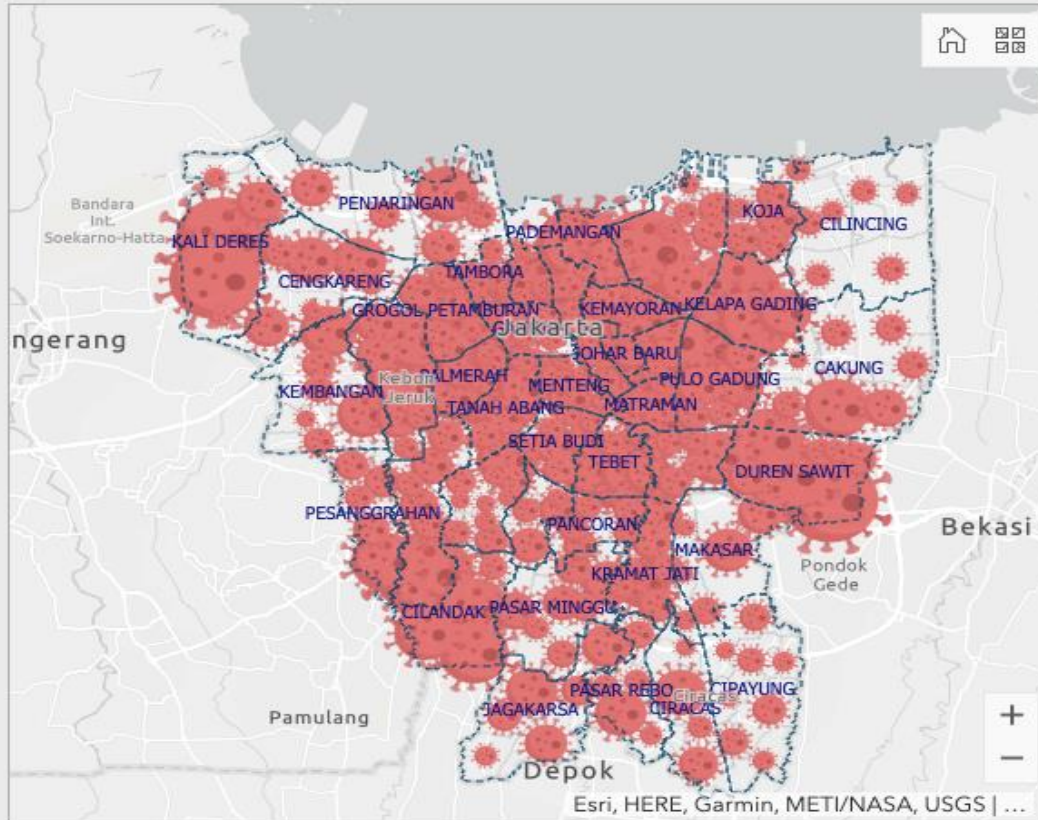 Bandara
Int.
Soekarno-Hatta
KALI DERES
PENJARINGAN
PADEMANGAN
KOJA
CILINCING
CENGKARENG
TAMBORA
GROGOL PETAMBURAN
KEMAYORAN
KELAPA GADING
Jakarta
ngerang
JOHAR BARU
KEMBANGAN
Kebon
Jeruk
PALMERAH
MENTENG
PULO GADUNG
CAKUNG
TANAH ABANG
MATRAMAN
SETIA BUDI
TEBET
DUREN SAWIT
PESANGGRAHAN
PANCORAN
MAKASAR
Bekasi
Pondok
Gede
KRAMAT JATI
CILANDAK
PASAR MINGGU
Pamulang
JAGAKARSA
PASAR REBO
Ciracas
CIRACAS
CIPAYUNG
Depok
Esri, HERE, Garmin, METI/NASA, USGS | ...